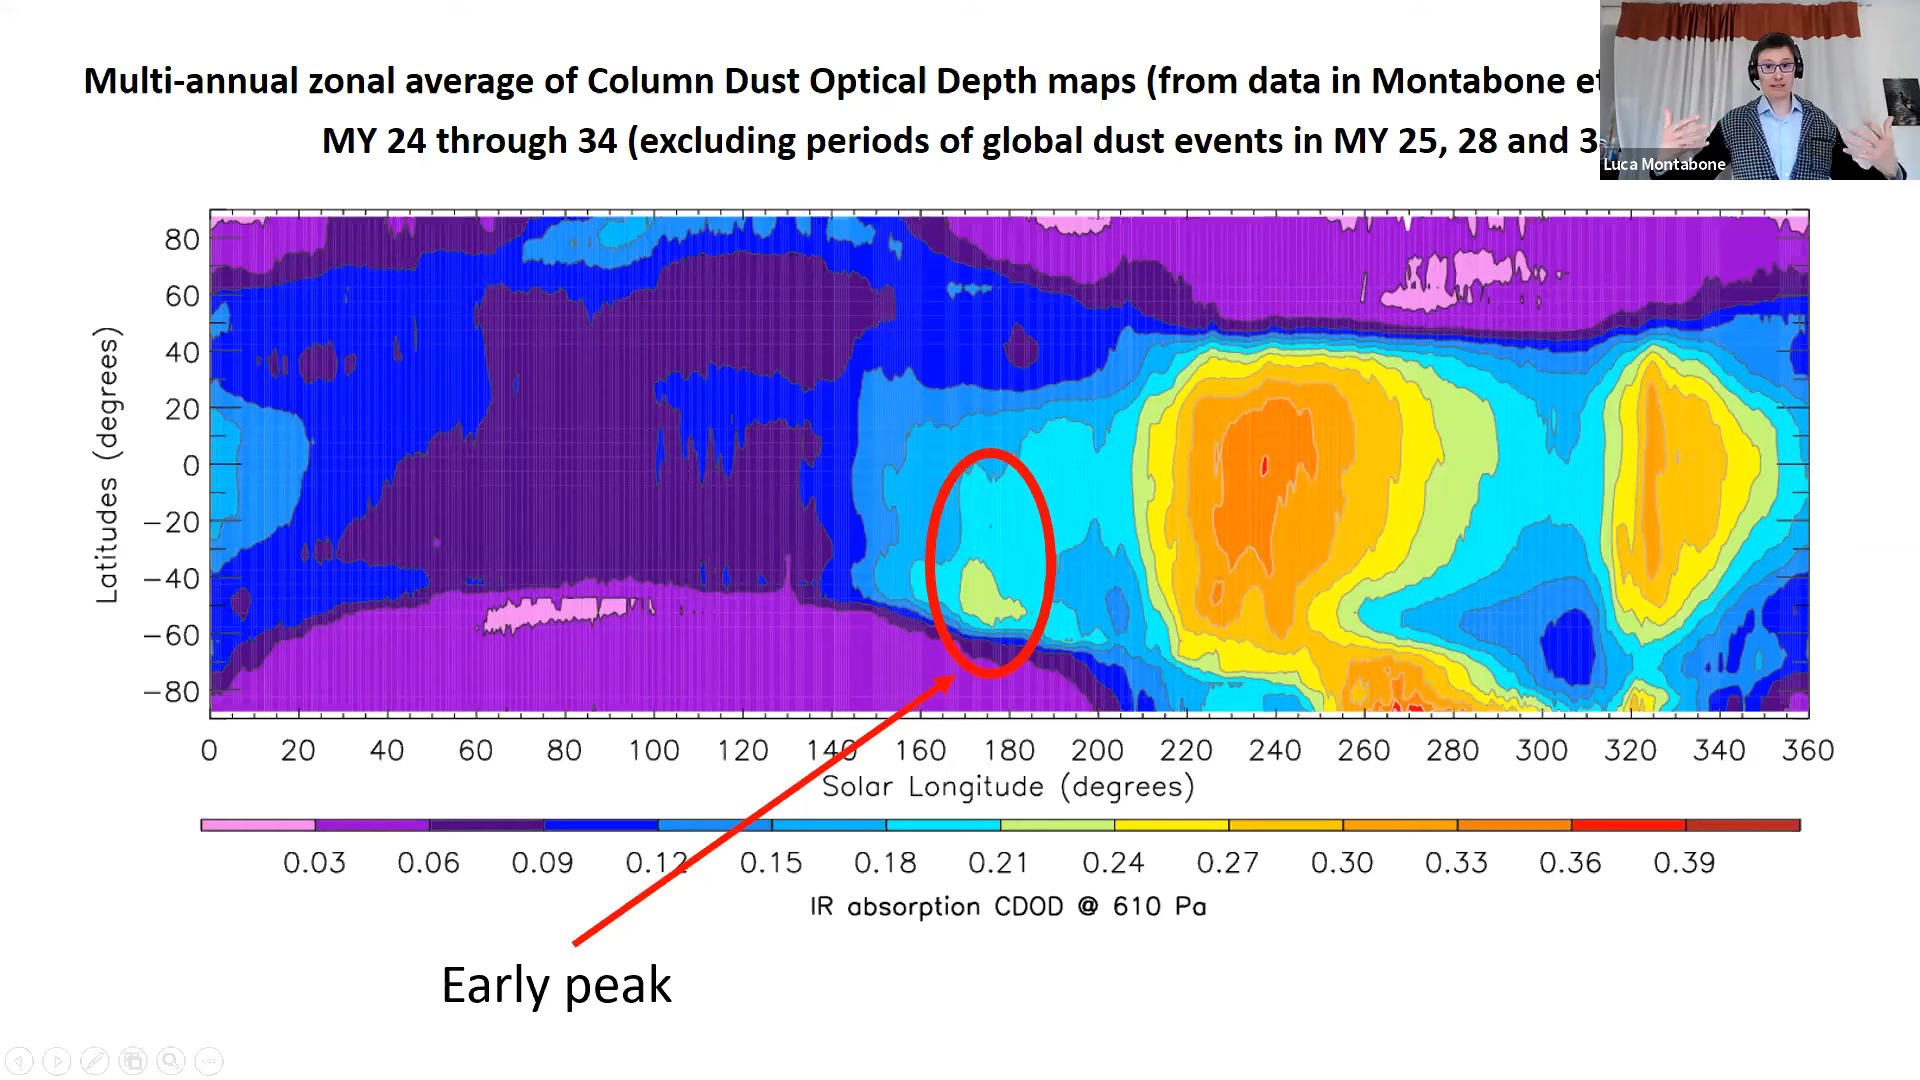 Multi-annual zonal average of Column Dust Optical Depth maps (from data in Montabone et
MY 24 through 34 (excluding periods of global dust events in MY 25, 28 and 3
Luca Montabone
80
60
40
20
0
−20
−40
−60
−80
Latitudes (degrees)
0 20 40 60 80 100 120 140 160 180 200 220 240 260 280 300 320 340 360
Solar Longitude (degrees)
0.03 0.06 0.09 0.12 0.15 0.18 0.21 0.24 0.27 0.30 0.33 0.36 0.39
IR absorption CDOD @ 610 Pa
Early peak